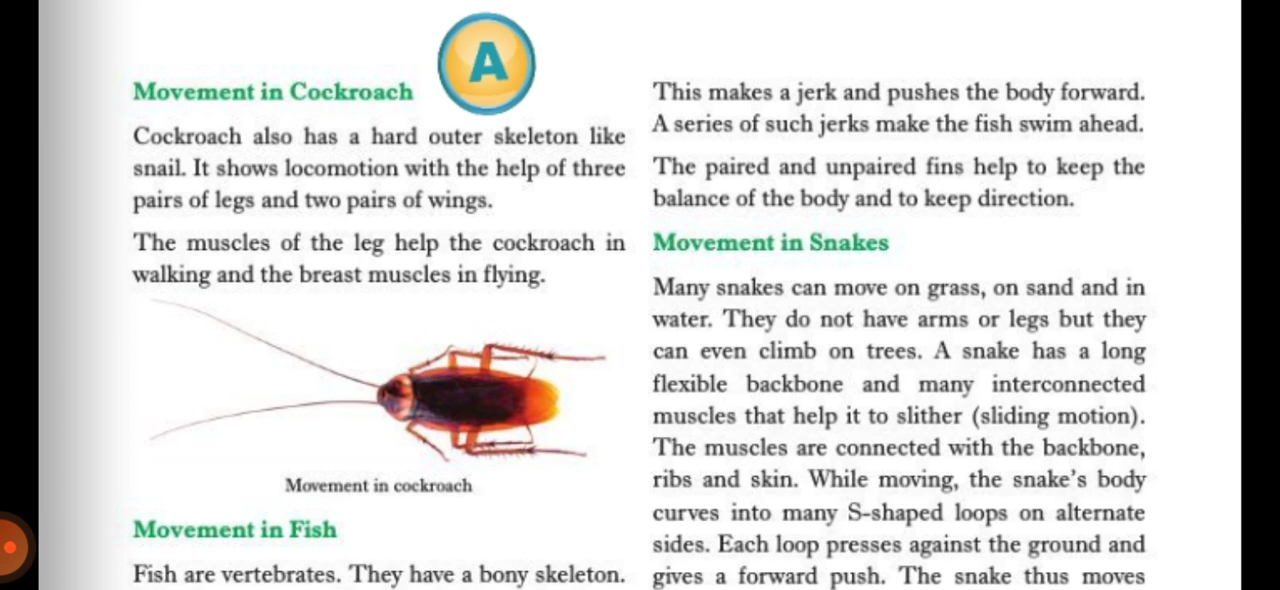 A
Movement in Cockroach
Cockroach also has a hard outer skeleton like
snail. It shows locomotion with the help of three
pairs of legs and two pairs of wings.
The muscles of the leg help the cockroach in
walking and the breast muscles in flying.
Movement in cockroach
Movement in Fish
Fish are vertebrates. They have a bony skeleton.
This makes a jerk and pushes the body forward.
A series of such jerks make the fish swim ahead.
The paired and unpaired fins help to keep the
balance of the body and to keep direction.
Movement in Snakes
Many snakes can move on grass, on sand and in
water. They do not have arms or legs but they
can even climb on trees. A snake has a long
flexible backbone and many interconnected
muscles that help it to slither (sliding motion).
The muscles are connected with the backbone,
ribs and skin. While moving, the snake's body
curves into many S-shaped loops on alternate
sides. Each loop presses against the ground and
gives a forward push. The snake thus moves